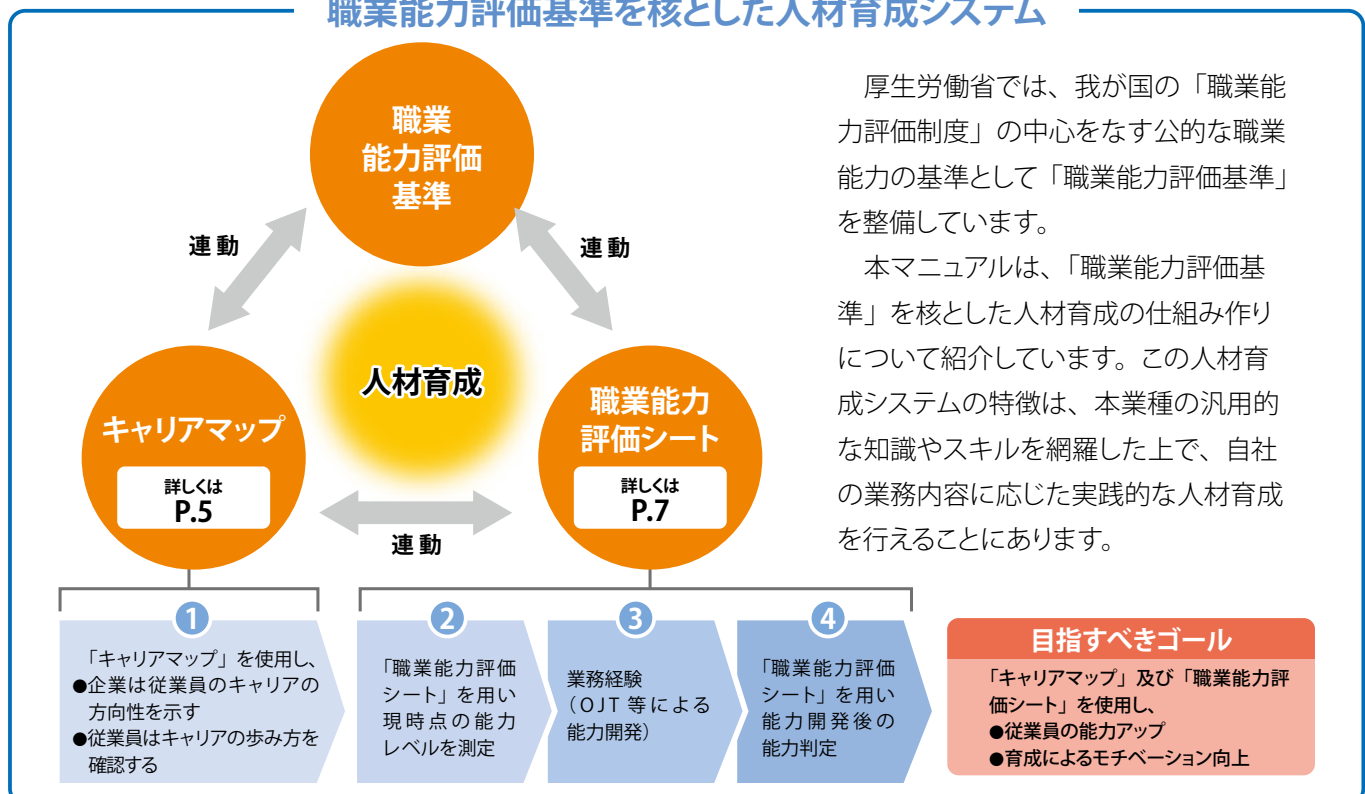 職業能力評価基準を核とした人材育成システム
職業
能力評価
基準
連動
連動
人材育成
キャリアマップ
詳しくは
P.5
職業能力
評価シート
詳しくは
P.7
連動
厚生労働省では、我が国の「職業能
力評価制度」の中心をなす公的な職業
能力の基準として「職業能力評価基準」
を整備しています。
本マニュアルは、「職業能力評価基
準」を核とした人材育成の仕組み作り
について紹介しています。この人材育
成システムの特徴は、本業種の汎用的
な知識やスキルを網羅した上で、自社
の業務内容に応じた実践的な人材育成
を行えることにあります。
1
「キャリアマップ」を使用し、
●企業は従業員のキャリアの
方向性を示す
●従業員はキャリアの歩み方を
確認する
2
「職業能力評価
シート」を用い
現時点の能力
レベルを測定
3
業務経験
(OJT 等による
能力開発)
4
「職業能力評価
シート」を用い
能力開発後の
能力判定
目指すべきゴール
「キャリアマップ」及び「職業能力評
価シート」を使用し、
●従業員の能力アップ
●育成によるモチベーション向上